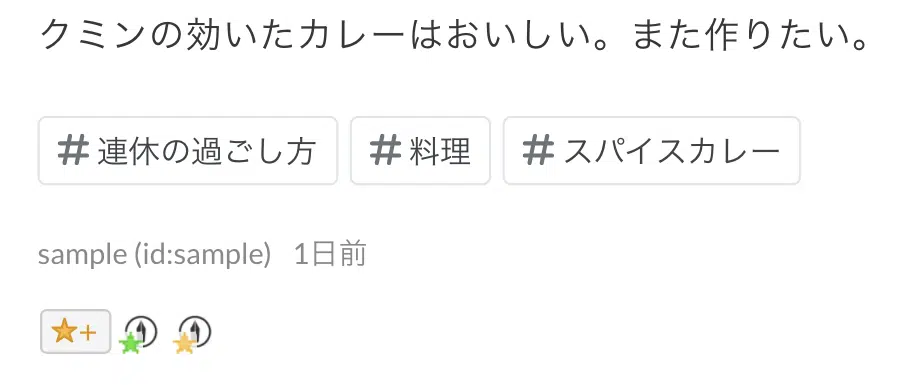 クミンの効いたカレーはおいしい。また作りたい。
# 連休の過ごし方 # 料理 # スパイスカレー
sample (id:sample) 1日前
+